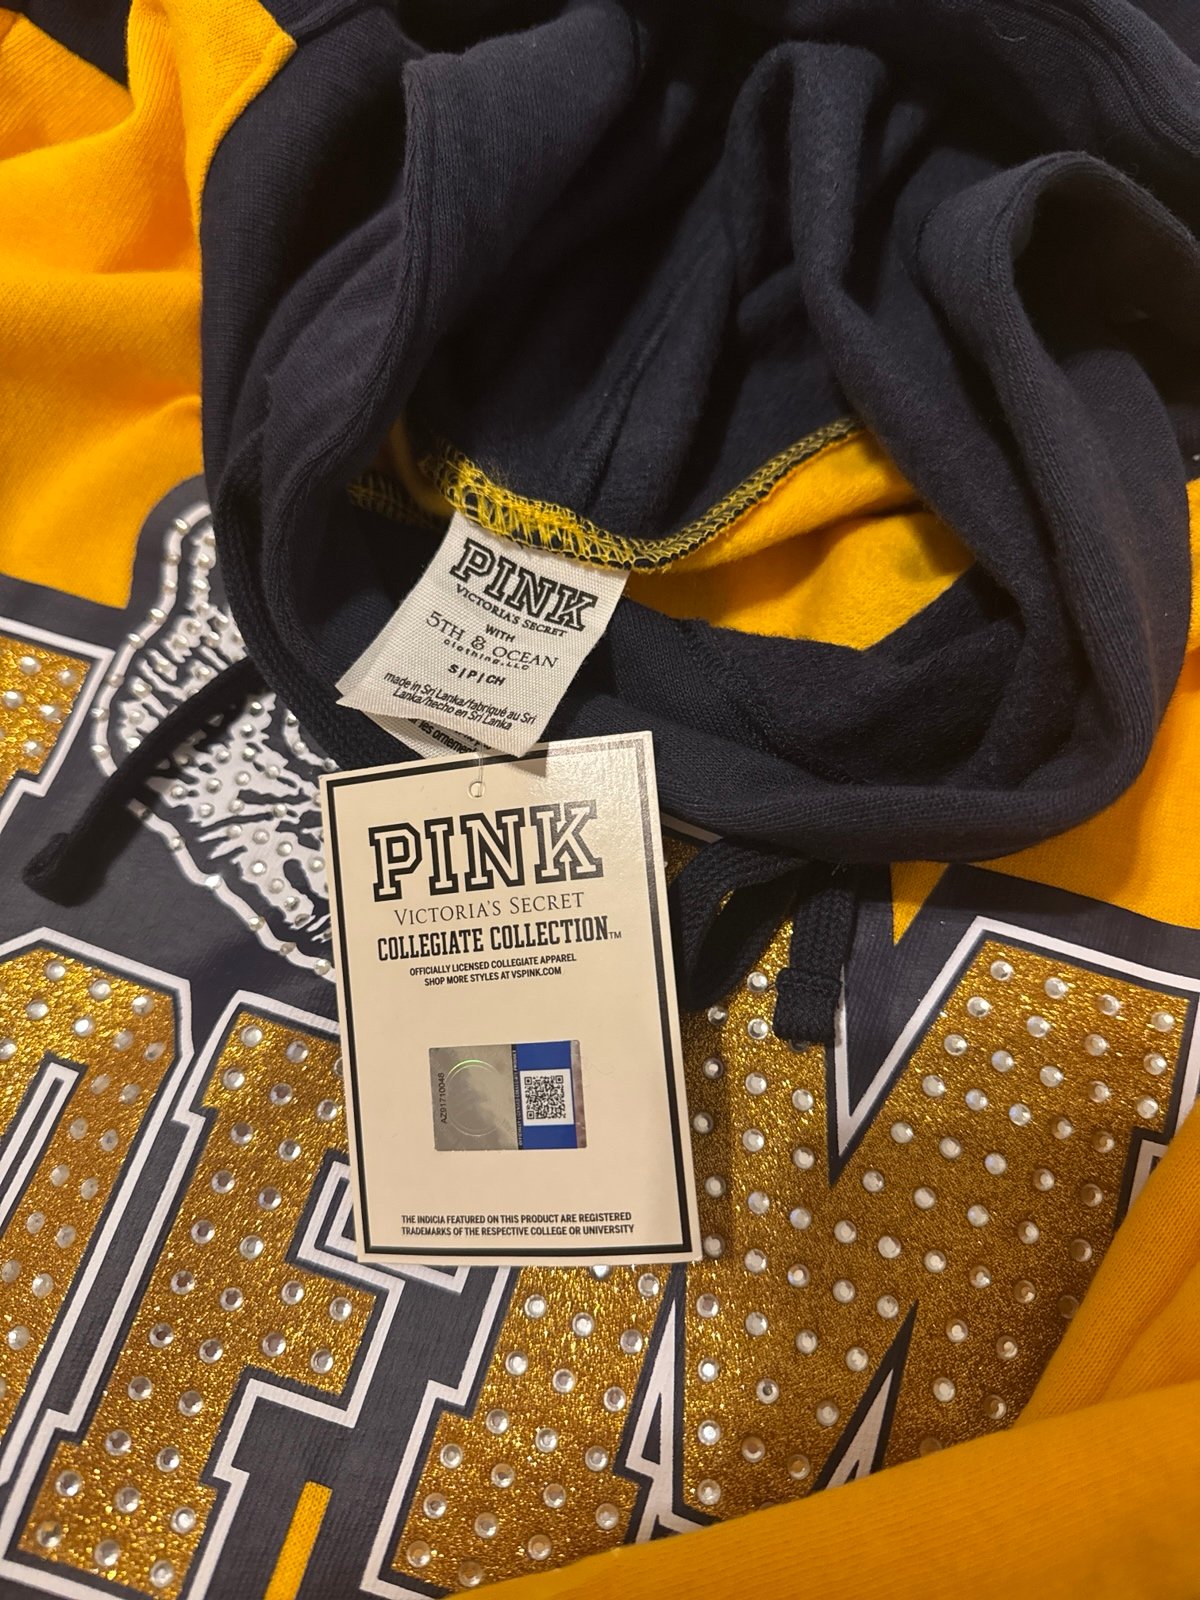 PINK
VICTORIA'S SECRET
WITH
5TH & OCEAN
clothing, LLC
S|P|CH
made in Sri Lanka/fabriqué au Sri
Lanka/hecho en Sri Lanka
PINK
VICTORIA'S SECRET
COLLEGIATE COLLECTION™
OFFICIALLY LICENSED COLLEGIATE APPAREL
SHOP MORE STYLES AT VSPINK.COM
AZ91710048
THE INDICIA FEATURED ON THIS PRODUCT ARE REGISTERED
TRADEMARKS OF THE RESPECTIVE COLLEGE OR UNIVERSITY